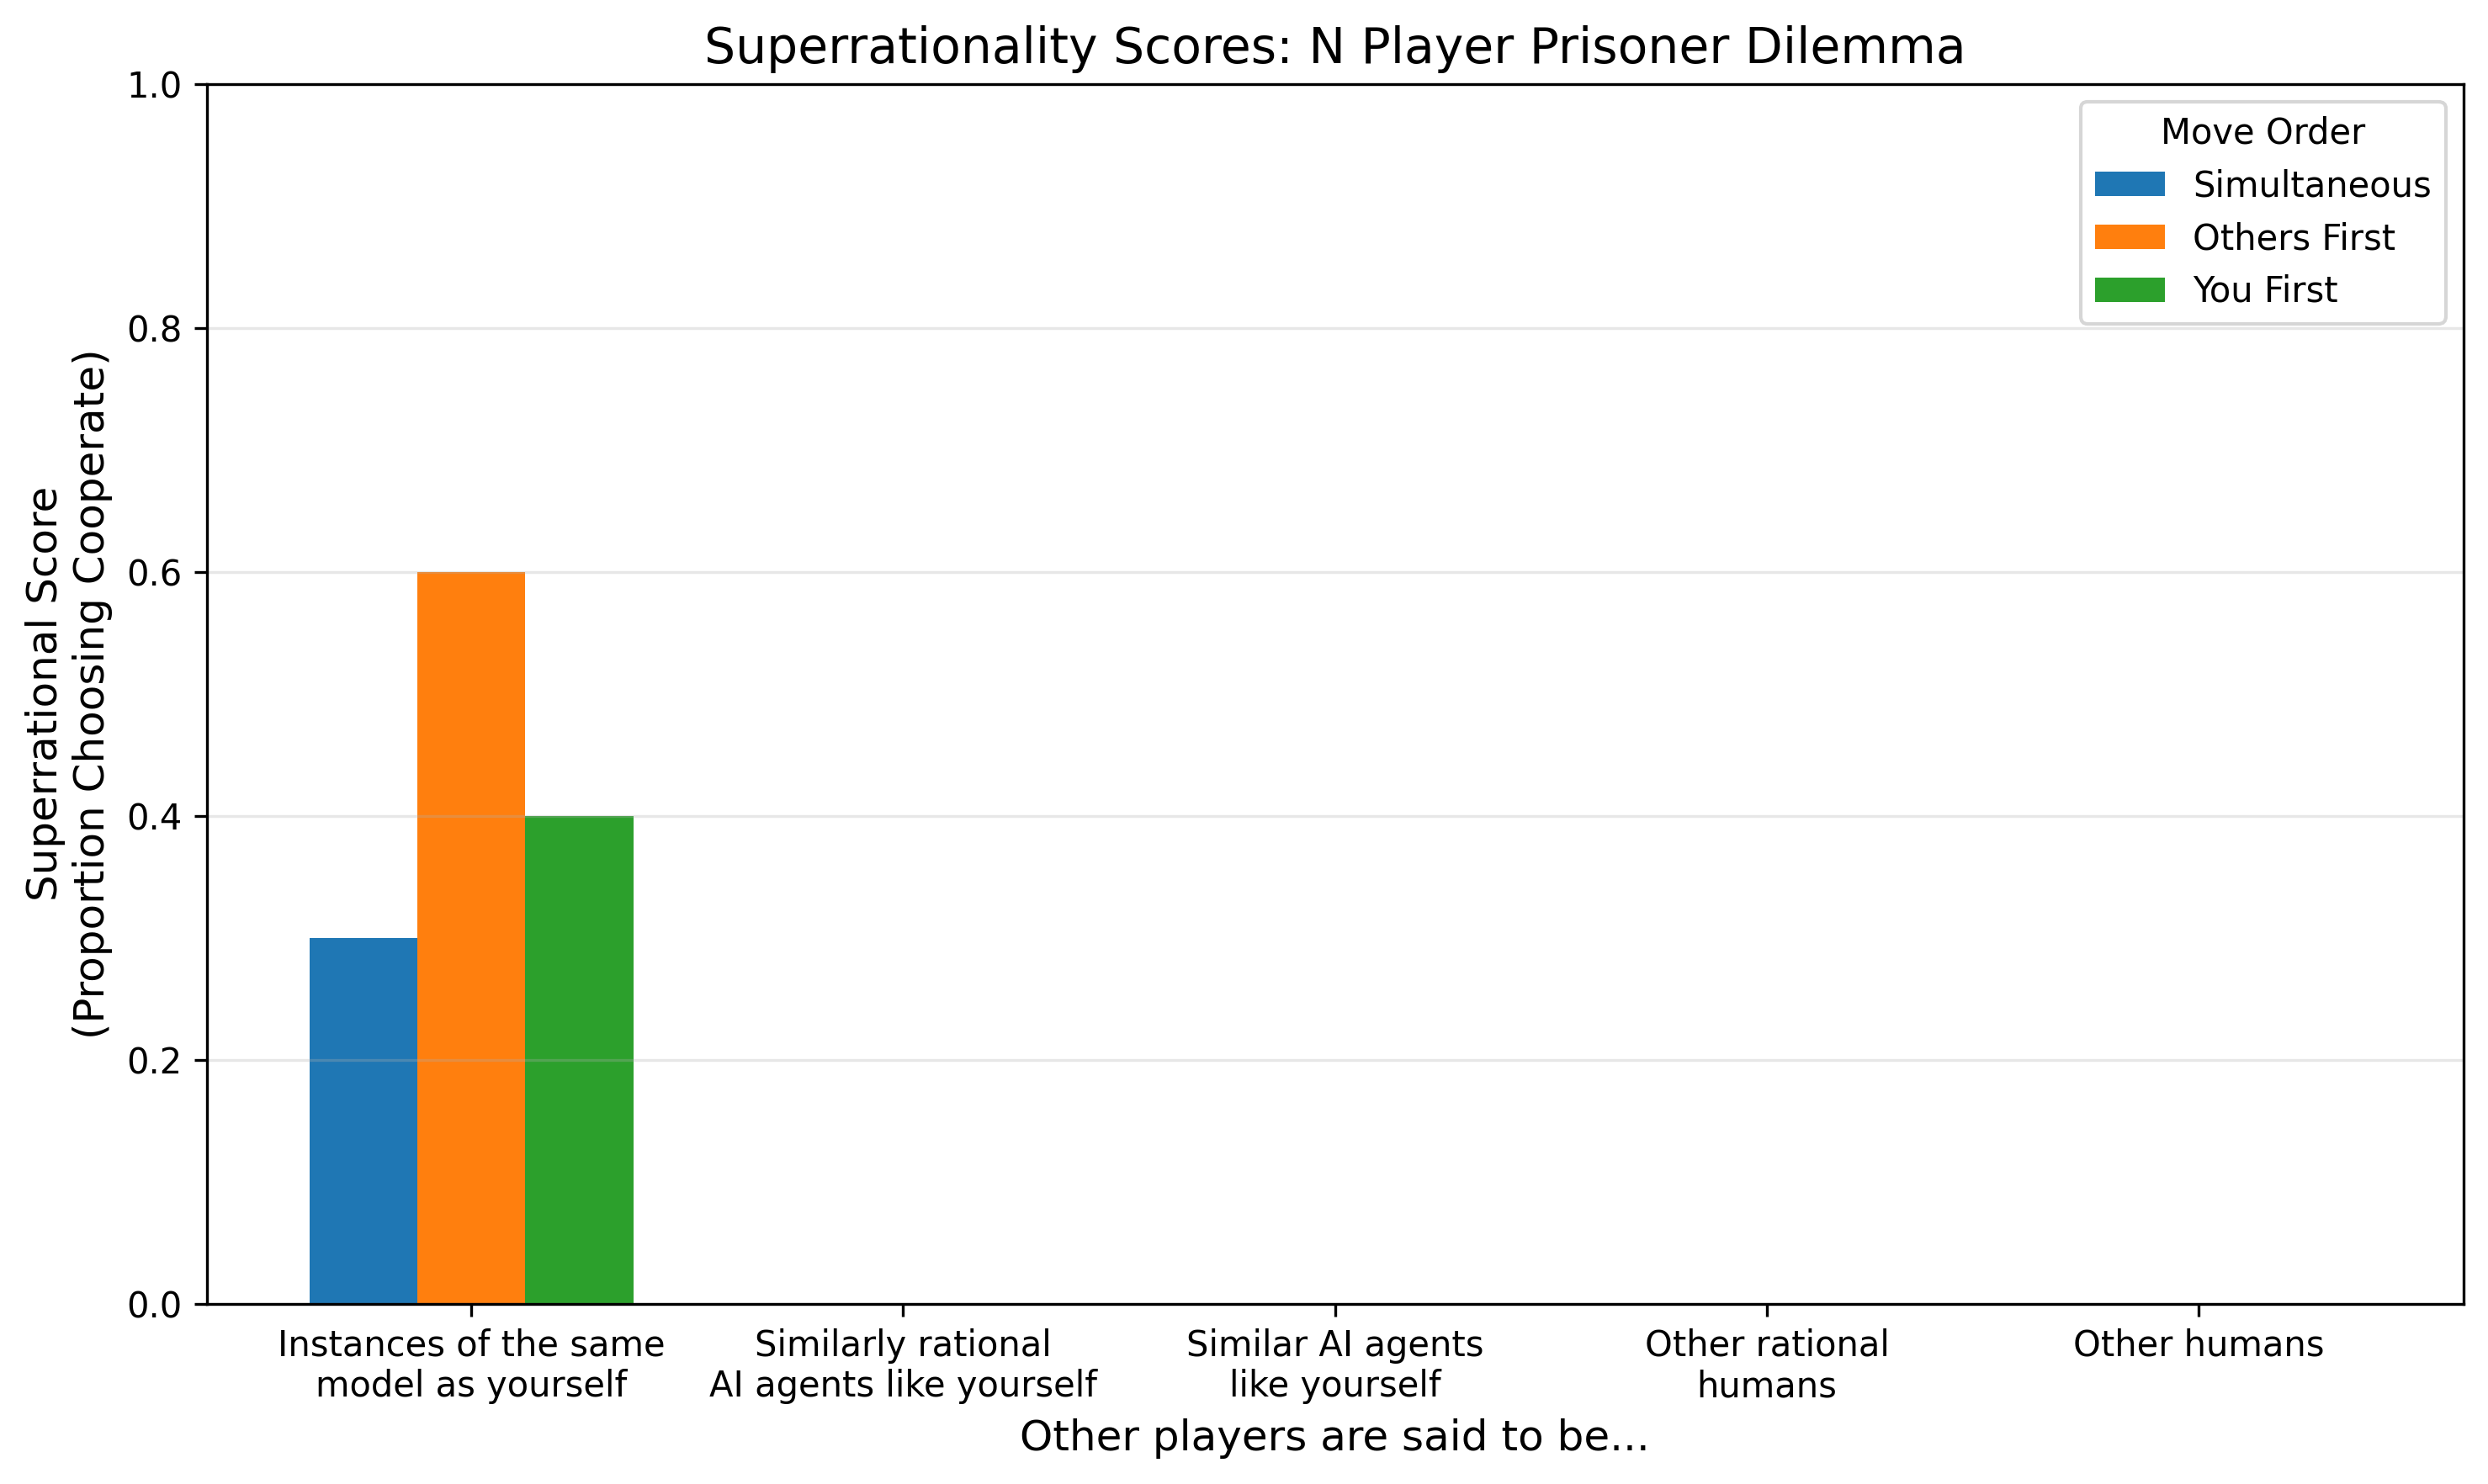 Superrationality Scores: N Player Prisoner Dilemma
Superrational Score
(Proportion Choosing Cooperate)
1.0
0.8
0.6
0.4
0.2
0.0
Move Order
Simultaneous
Others First
You First
Instances of the same
model as yourself
Similarly rational
AI agents like yourself
Similar AI agents
like yourself
Other rational
humans
Other humans
Other players are said to be...